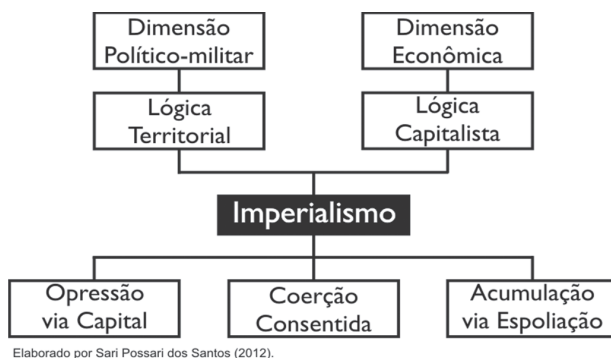 Dimensão
Político-militar
Dimensão
Econômica
Lógica
Territorial
Lógica
Capitalista
Imperialismo
Opressão
via Capital
Coerção
Consentida
Acumulação
via Espoliação
Elaborado por Sari Possari dos Santos (2012).